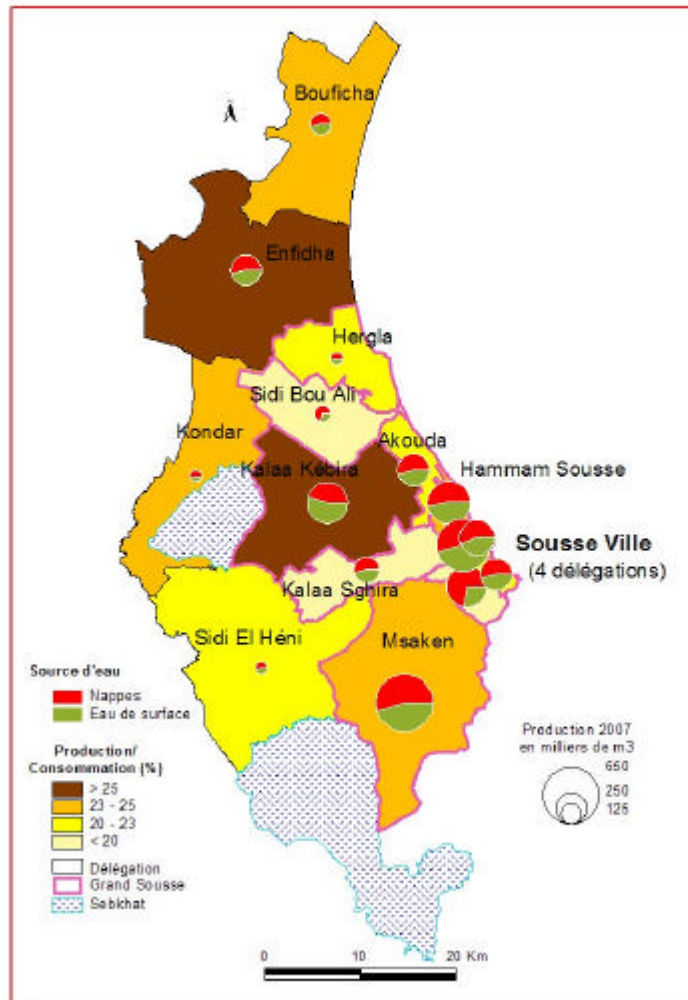 Bouficha
Enfidha
Hergla
Sidi Bou Ali
Kondar
Akouda
Kalaa Kébira
Hammam Sousse
Sousse Ville
(4 délégations)
Kalaa Sghira
Sidi El Héni
Msaken
Source d'eau
Nappes
Eau de surface
Production/
Consommation (%)
> 25
23 - 25
20 - 23
< 20
Délégation
Grand Sousse
Sebkhat
Production 2007
en milliers de m3
650
250
125
0 10 20 Km